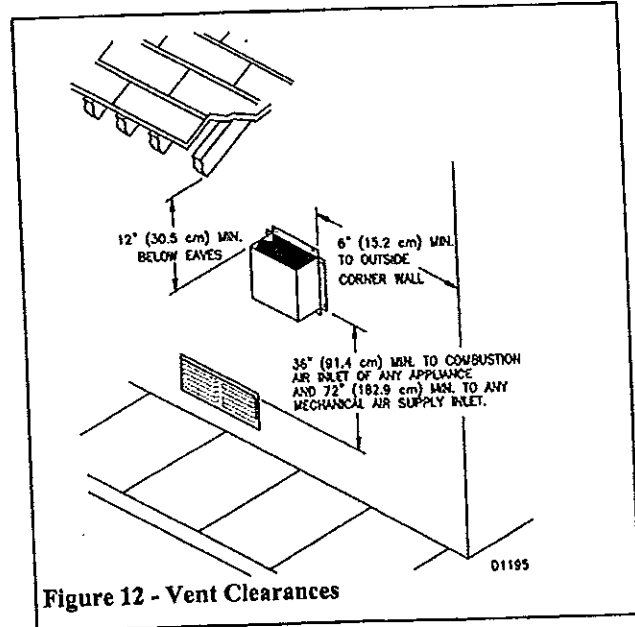 12" (30.5 cm) MIN.
BELOW EAVES
6" (15.2 cm) MIN.
TO OUTSIDE
CORNER WALL
36" (91.4 cm) MIN. TO COMBUSTION
AIR INLET OF ANY APPLIANCE
AND 72" (182.9 cm) MIN. TO ANY
MECHANICAL AIR SUPPLY INLET.
D1195
Figure 12 - Vent Clearances